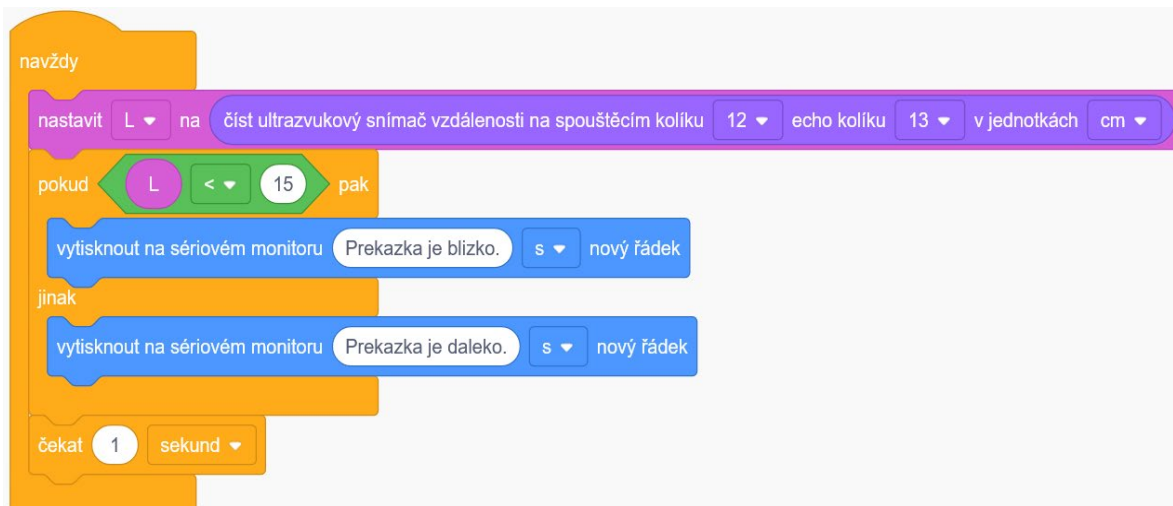 navždy
nastavit L na číst ultrazvukový snímač vzdálenosti na spouštěcím kolíku 12 echo kolíku 13 v jednotkách cm
pokud L < 15 pak
vytisknout na sériovém monitoru Prekazka je blizko. s nový řádek
jinak
vytisknout na sériovém monitoru Prekazka je daleko. s nový řádek
čekat 1 sekund